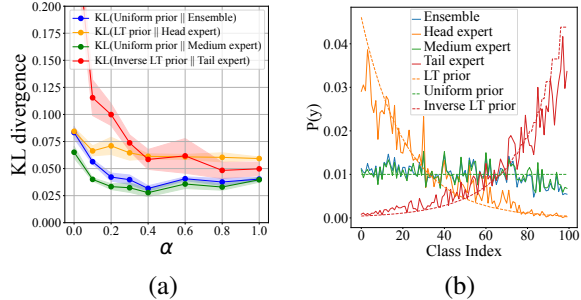 KL(Uniform prior || Ensemble)
KL(LT prior || Head expert)
KL(Uniform prior || Medium expert)
KL(Inverse LT prior || Tail expert)
KL divergence
0.200
0.175
0.150
0.125
0.100
0.075
0.050
0.025
0.000
0.0 0.2 0.4 0.6 0.8 1.0
α
(a)
Ensemble
Head expert
Medium expert
Tail expert
LT prior
Uniform prior
Inverse LT prior
P(y)
0.04
0.03
0.02
0.01
0.00
0 20 40 60 80 100
Class Index
(b)